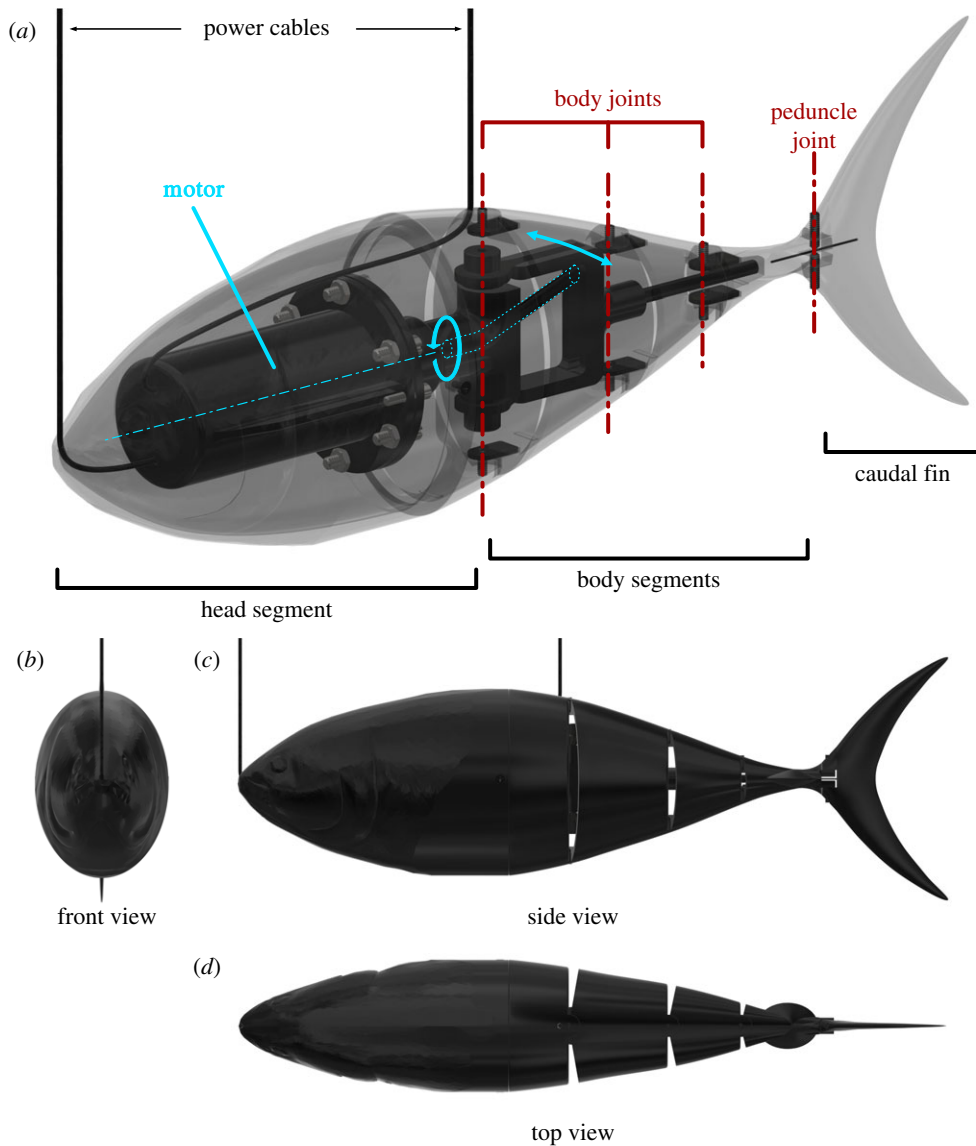 (a)
power cables
body joints
peduncle
joint
motor
caudal fin
body segments
head segment
(b)
(c)
front view
side view
(d)
top view